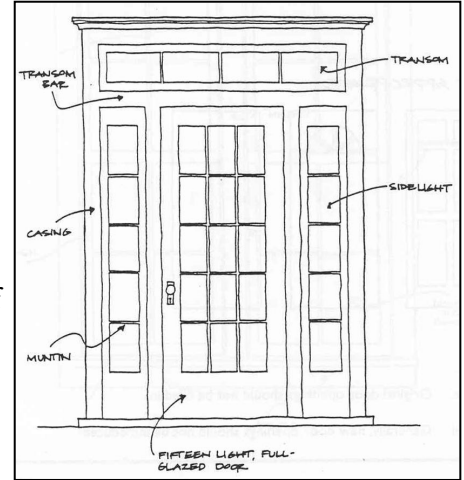 TRANSOM
TRANSOM
BAR
SIDELIGHT
CASING
MUNTIN
FIFTEEN LIGHT, FULL-
GLAZED DOOR